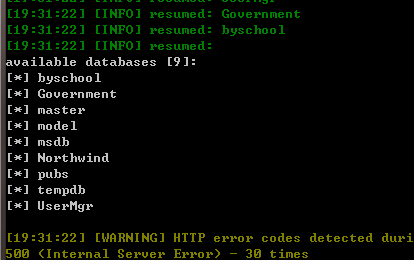 [19:31:22] [INFO] resumed: Government
[19:31:22] [INFO] resumed: byschool
[19:31:22] [INFO] resumed:
available databases [9]:
[*] byschool
[*] Government
[*] master
[*] model
[*] msdb
[*] Northwind
[*] pubs
[*] tempdb
[*] UserMgr
[19:31:22] [WARNING] HTTP error codes detected duri
500 (Internal Server Error) - 30 times